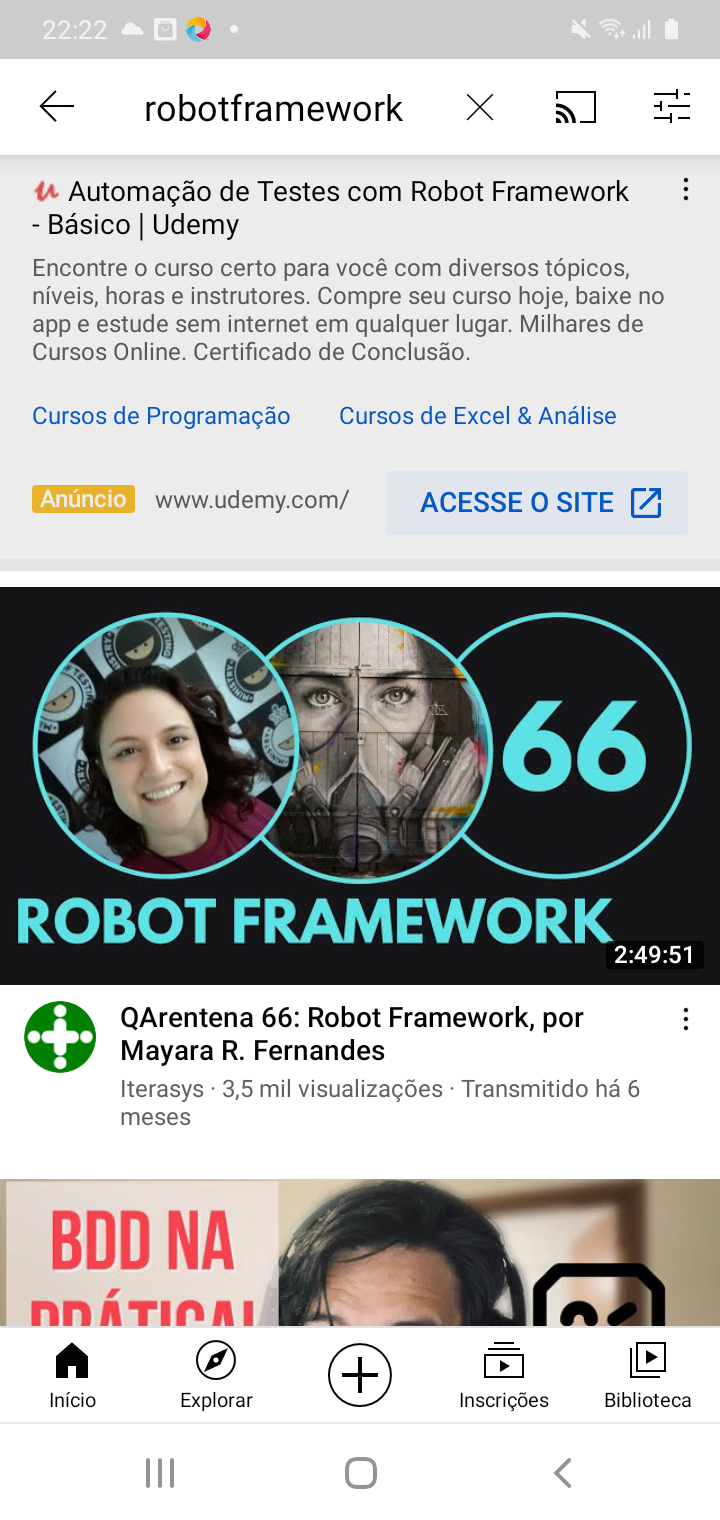 22:22
robotframework
Automação de Testes com Robot Framework
- Básico | Udemy
Encontre o curso certo para você com diversos tópicos,
níveis, horas e instrutores. Compre seu curso hoje, baixe no
app e estude sem internet em qualquer lugar. Milhares de
Cursos Online. Certificado de Conclusão.
Cursos de Programação Cursos de Excel & Análise
Anúncio www.udemy.com/ ACESSE O SITE
66
ROBOT FRAMEWORK
2:49:51
QArentena 66: Robot Framework, por
Mayara R. Fernandes
Iterasys · 3,5 mil visualizações · Transmitido há 6
meses
BDD NA
PRÁTICA!
Início Explorar Inscrições Biblioteca